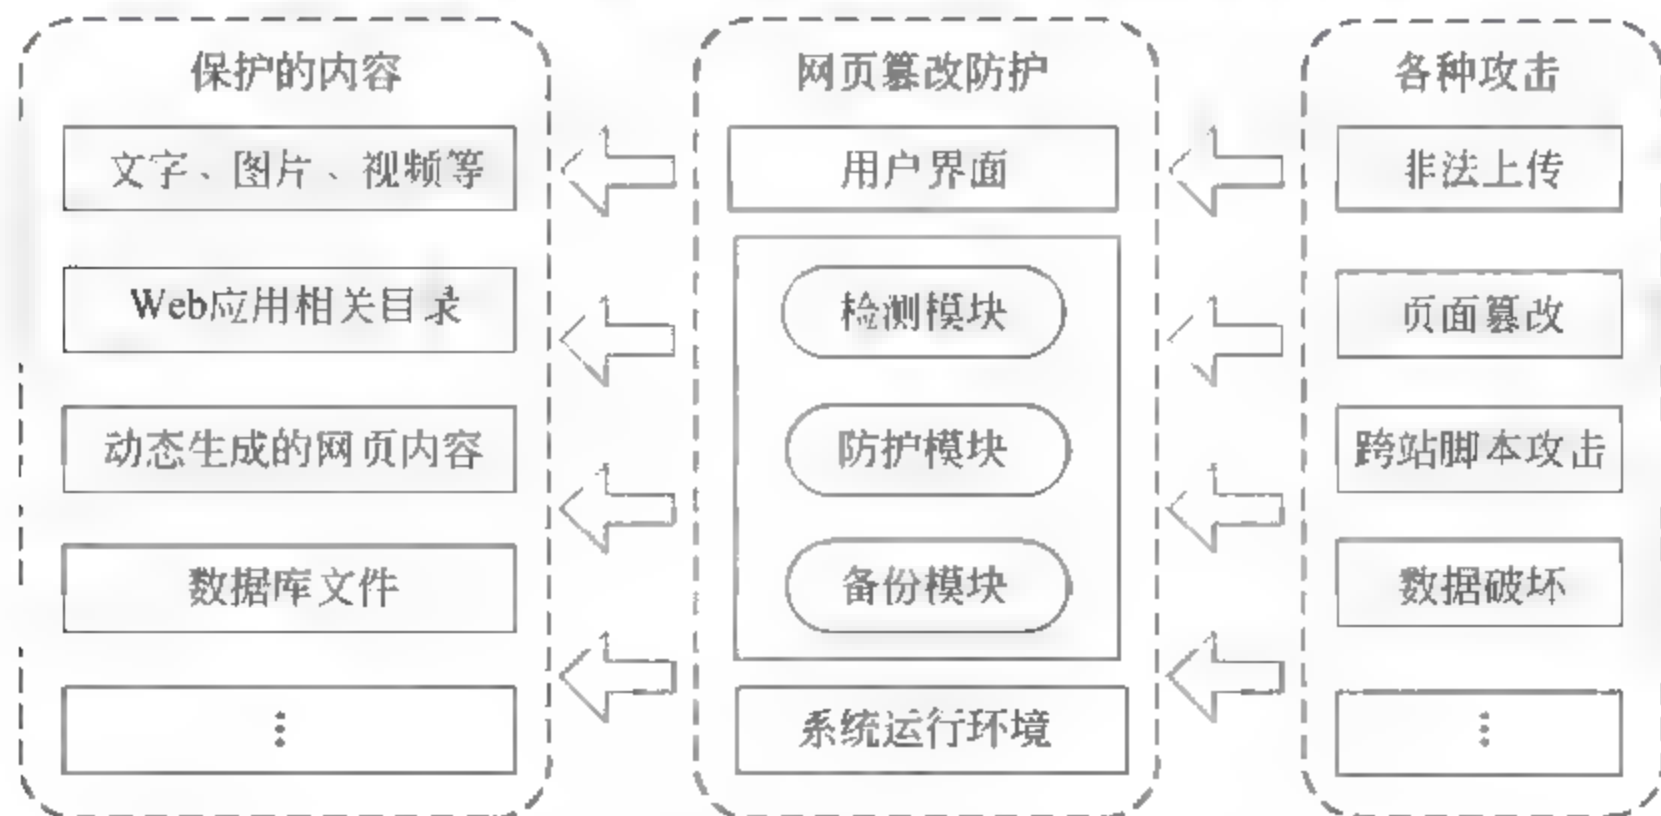 保护的内容
文字、图片、视频等
Web应用相关目录
动态生成的网页内容
数据库文件
⋮
网页篡改防护
用户界面
检测模块
防护模块
备份模块
系统运行环境
各种攻击
非法上传
页面篡改
跨站脚本攻击
数据破坏
⋮